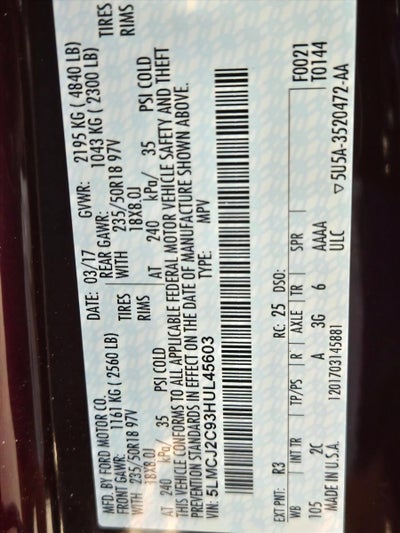 MFD. BY FORD MOTOR CO.
DATE: 03/17 GVWR: 2195 KG ( 4840 LB)
FRONT GAWR: 1161 KG ( 2560 LB) REAR GAWR: 1043 KG ( 2300 LB)
WITH 235/50R18 97V TIRES WITH 235/50R18 97V TIRES
18X8.0J RIMS 18X8.0J RIMS
AT 240 kPa/ 35 PSI COLD AT 240 kPa/ 35 PSI COLD
THIS VEHICLE CONFORMS TO ALL APPLICABLE FEDERAL MOTOR VEHICLE SAFETY AND THEFT
PREVENTION STANDARDS IN EFFECT ON THE DATE OF MANUFACTURE SHOWN ABOVE.
5LMCJ2C93HUL45603 TYPE: MPV
F0021
T0144
EXT PNT: R3 RC: 25 DSO:
WB INT TR TP/PS R AXLE TR SPR
105 2C A 3G 6 AAAA
ULC
MADE IN U.S.A. 1201703145881 ▽5U5A-3520472-AA